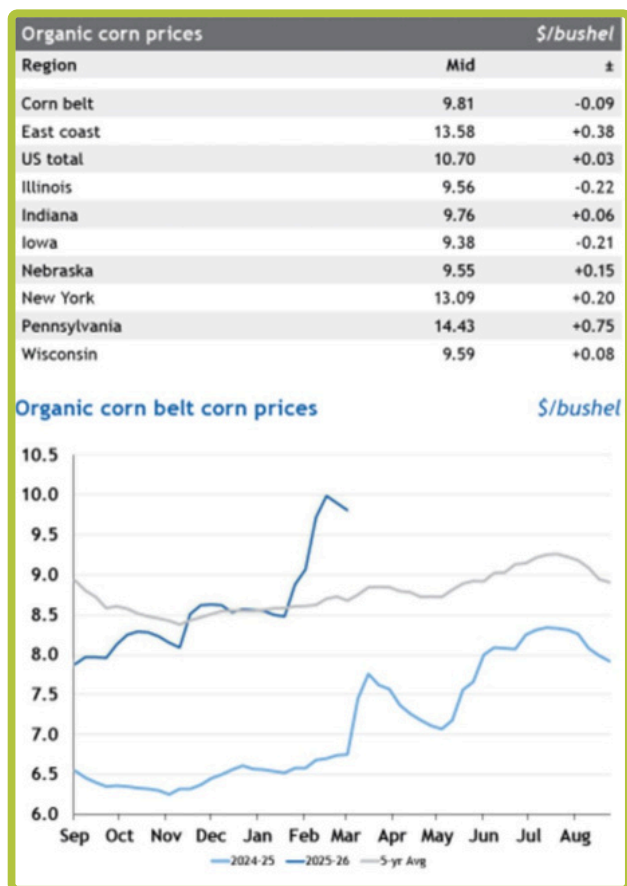 Organic corn prices $/bushel
Region Mid ±
Corn belt 9.81 -0.09
East coast 13.58 +0.38
US total 10.70 +0.03
Illinois 9.56 -0.22
Indiana 9.76 +0.06
Iowa 9.38 -0.21
Nebraska 9.55 +0.15
New York 13.09 +0.20
Pennsylvania 14.43 +0.75
Wisconsin 9.59 +0.08
Organic corn belt corn prices $/bushel
10.5
10.0
9.5
9.0
8.5
8.0
7.5
7.0
6.5
6.0
Sep Oct Nov Dec Jan Feb Mar Apr May Jun Jul Aug
2024-25 2025-26 5-yr Avg